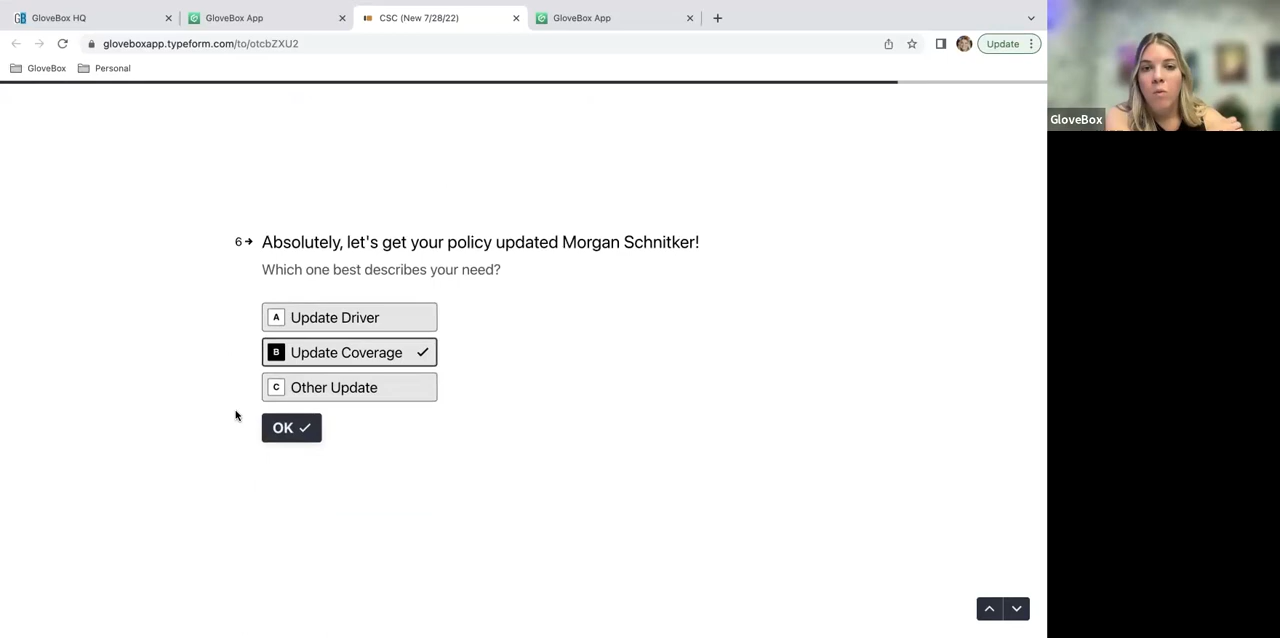 GloveBox HQ
GloveBox App
CSC (New 7/28/22)
GloveBox App
gloveboxapp.typeform.com/to/otcbZXU2
Update
GloveBox
Personal
GloveBox
6
Absolutely, let's get your policy updated Morgan Schnitker!
Which one best describes your need?
A Update Driver
B Update Coverage
C Other Update
OK